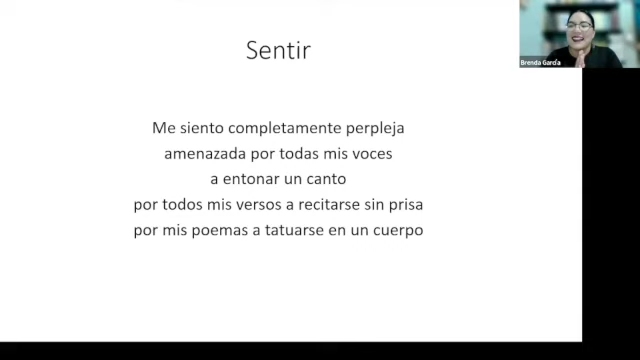 Sentir
Brenda García
Me siento completamente perpleja
amenazada por todas mis voces
a entonar un canto
por todos mis versos a recitarse sin prisa
por mis poemas a tatuarse en un cuerpo